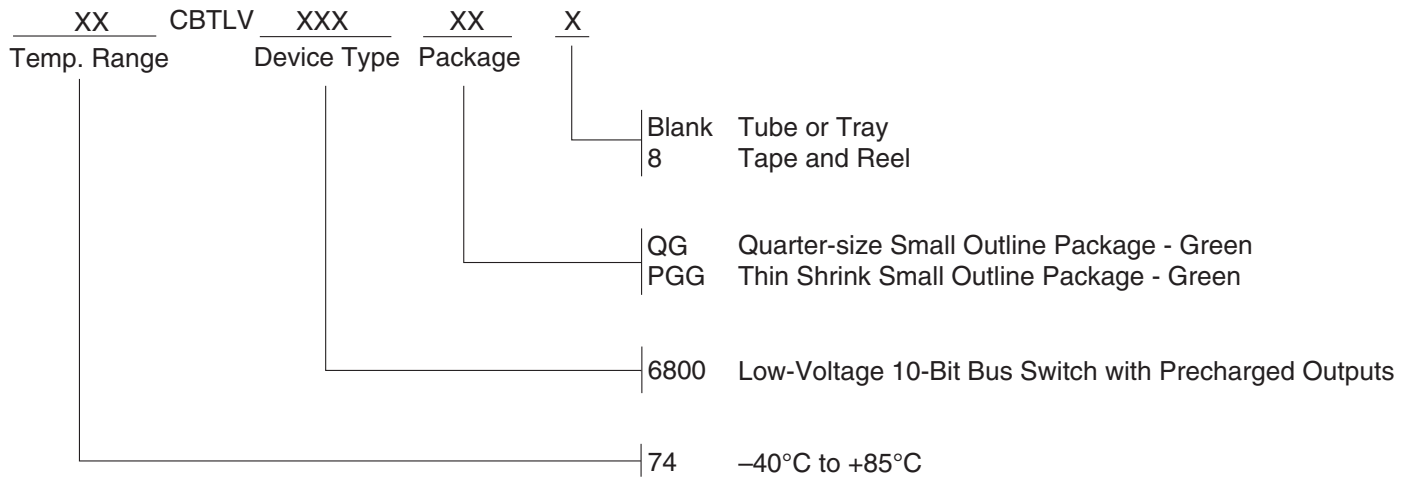 XX CBTLV XXX XX X
Temp. Range Device Type Package
Blank Tube or Tray
8 Tape and Reel
QG Quarter-size Small Outline Package - Green
PGG Thin Shrink Small Outline Package - Green
6800 Low-Voltage 10-Bit Bus Switch with Precharged Outputs
74 –40°C to +85°C